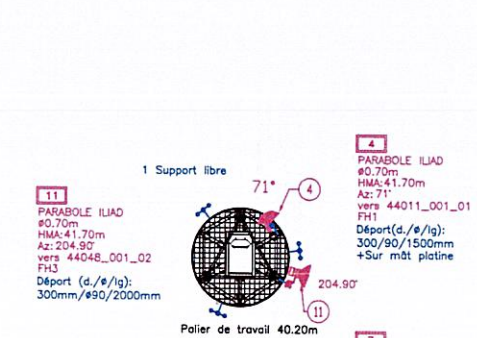 1 Support libre
11
PARABOLE ILIAD
ø0.70m
HMA:41.70m
Az:204.90°
vers 44048_001_02
FH3
Déport (d./ø/lg):
300mm/ø90/2000mm
71°
4
204.90°
11
Palier de travail 40.20m
4
PARABOLE ILIAD
ø0.70m
HMA:41.70m
Az:71°
vers 44011_001_01
FH1
Déport(d./ø/lg):
300/90/1500mm
+Sur mât platine